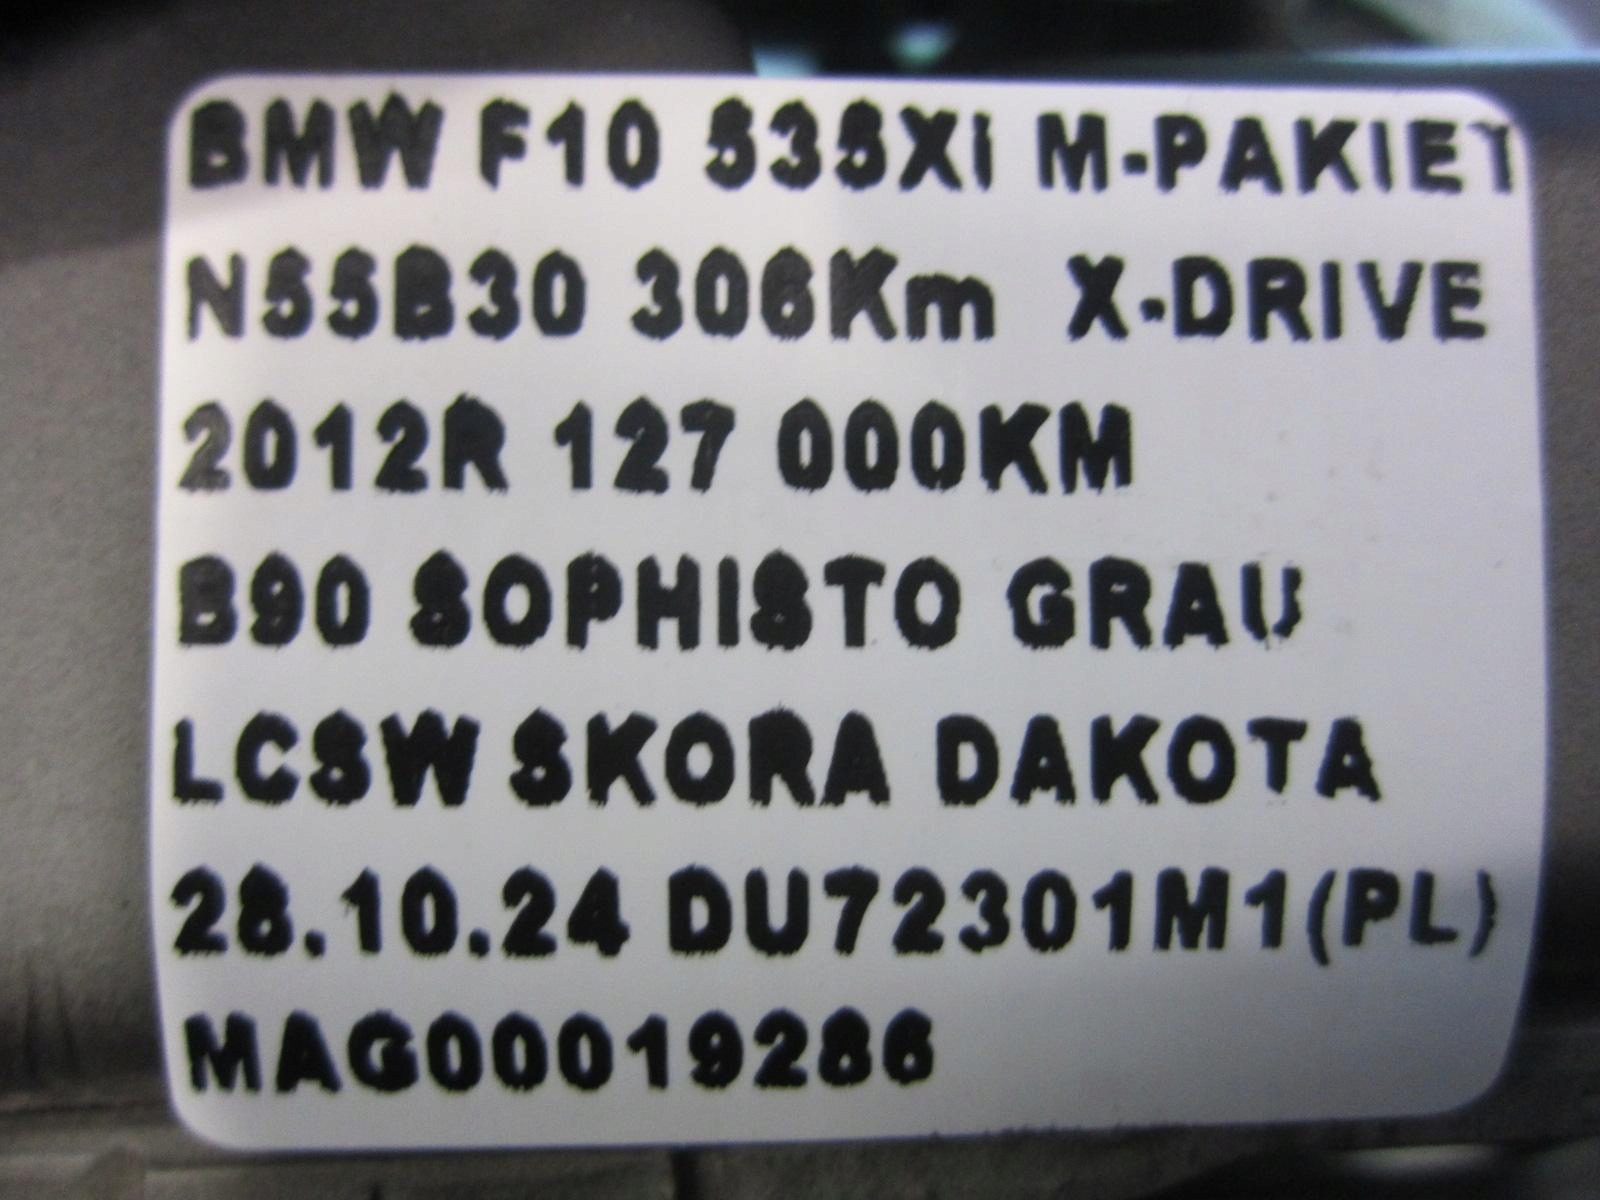 BMW F10 535Xi M-PAKIET
N55B30 306Km X-DRIVE
2012R 127 000KM
B90 SOPHISTO GRAU
LCSW SKORA DAKOTA
28.10.24 DU72301M1(PL)
MAG00019286